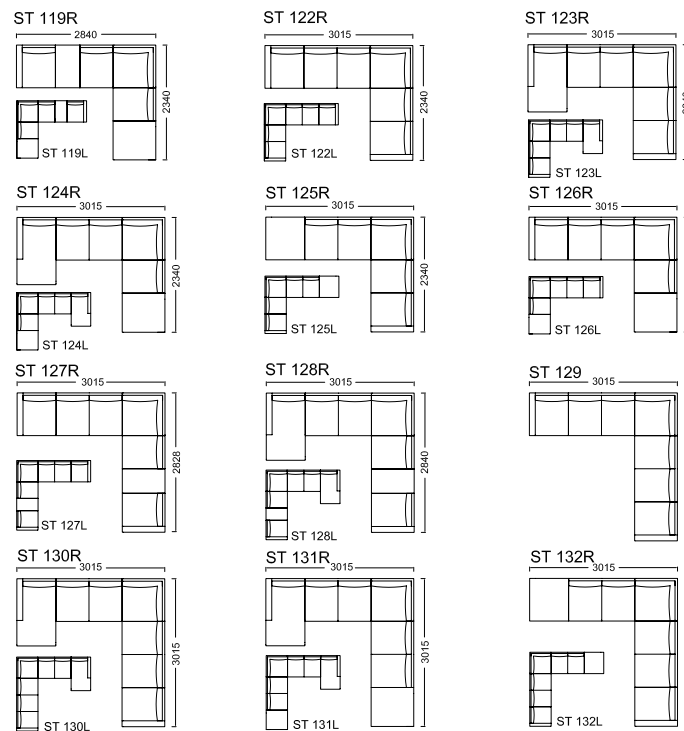 ST 119R
2840
2340
ST 119L
ST 122R
3015
2340
ST 122L
ST 123R
3015
ST 123L
ST 124R
3015
2340
ST 124L
ST 125R
3015
2340
ST 125L
ST 126R
3015
ST 126L
ST 127R
3015
2828
ST 127L
ST 128R
3015
2840
ST 128L
ST 129
3015
ST 130R
3015
3015
ST 130L
ST 131R
3015
3015
ST 131L
ST 132R
3015
ST 132L